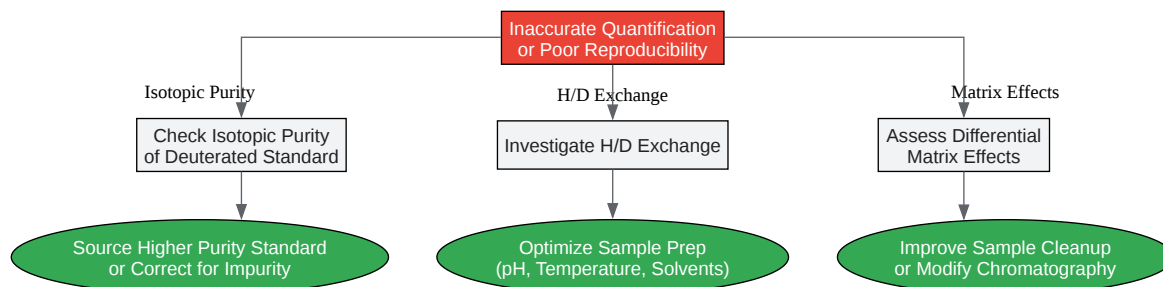 Inaccurate Quantification
or Poor Reproducibility
Isotopic Purity
H/D Exchange
Matrix Effects
Check Isotopic Purity
of Deuterated Standard
Investigate H/D Exchange
Assess Differential
Matrix Effects
Source Higher Purity Standard
or Correct for Impurity
Optimize Sample Prep
(pH, Temperature, Solvents)
Improve Sample Cleanup
or Modify Chromatography